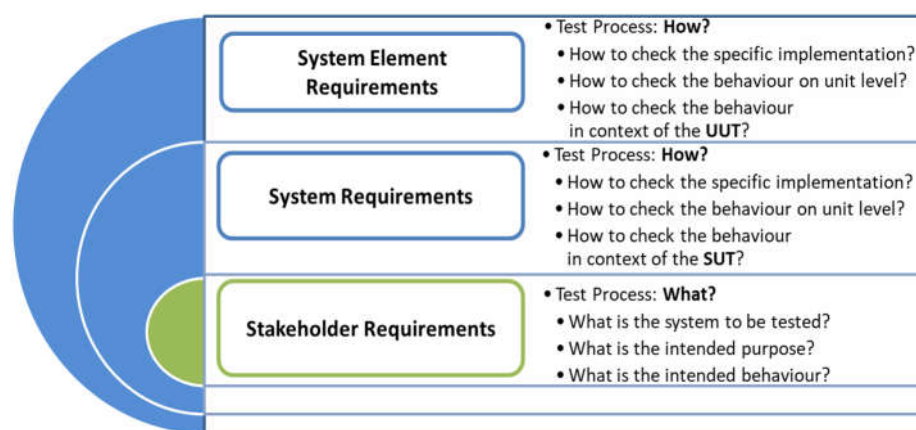 System Element
Requirements
• Test Process: How?
• How to check the specific implementation?
• How to check the behaviour on unit level?
• How to check the behaviour
in context of the UUT?
System Requirements
• Test Process: How?
• How to check the specific implementation?
• How to check the behaviour on unit level?
• How to check the behaviour
in context of the SUT?
Stakeholder Requirements
• Test Process: What?
• What is the system to be tested?
• What is the intended purpose?
• What is the intended behaviour?